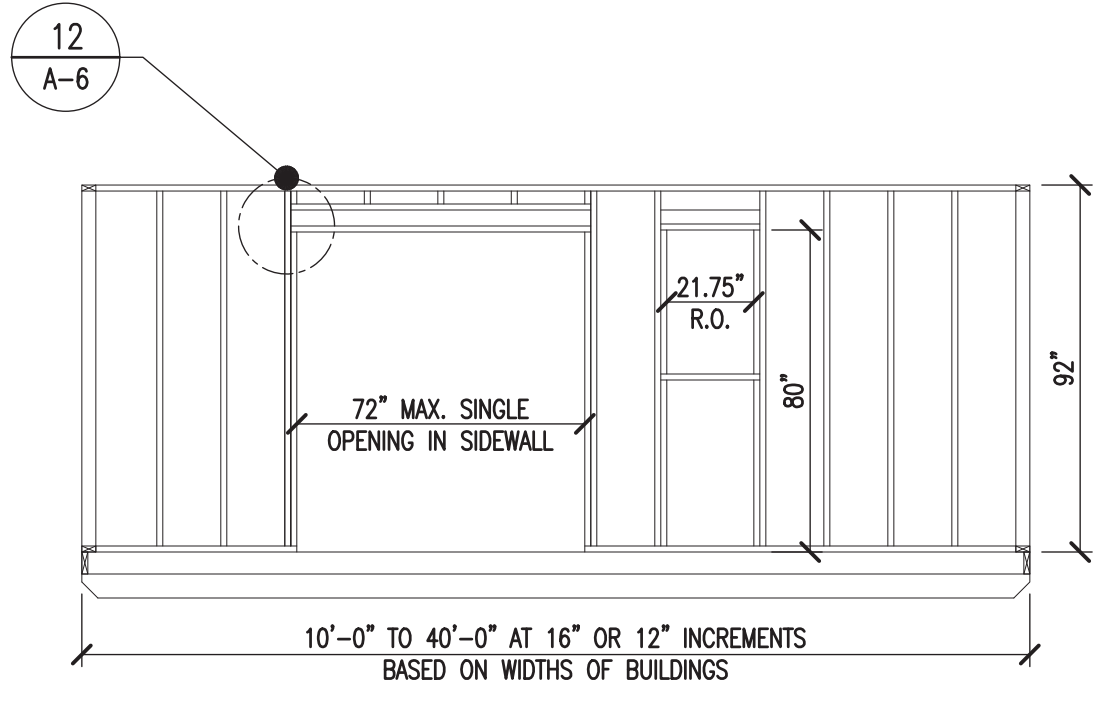 12
A-6
21.75"
R.O.
80"
92"
72" MAX. SINGLE
OPENING IN SIDEWALL
10'-0" TO 40'-0" AT 16" OR 12" INCREMENTS
BASED ON WIDTHS OF BUILDINGS